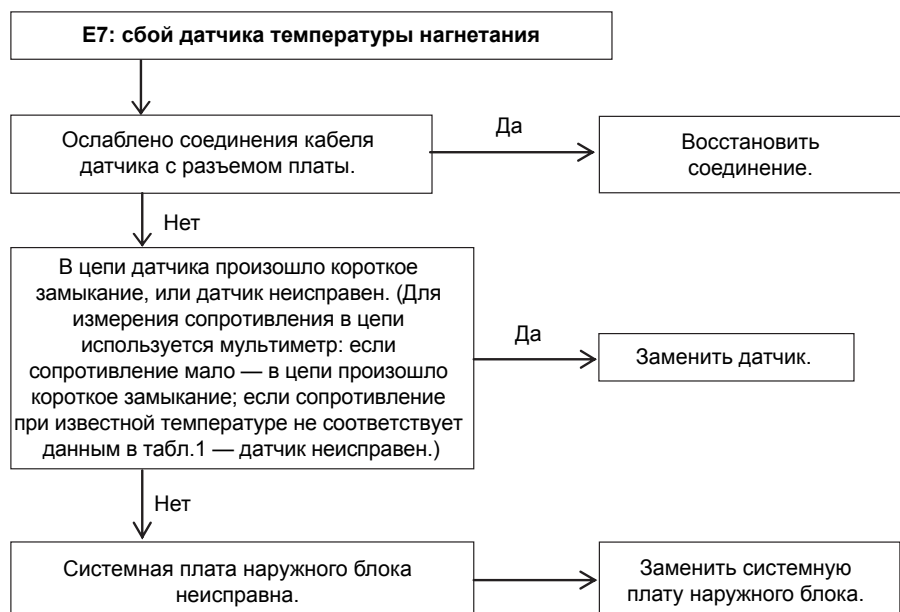 E7: сбой датчика температуры нагнетания
Ослаблено соединения кабеля
датчика с разъемом платы.
Да
Восстановить
соединение.
Нет
В цепи датчика произошло короткое
замыкание, или датчик неисправен. (Для
измерения сопротивления в цепи
используется мультиметр: если
сопротивление мало — в цепи произошло
короткое замыкание; если сопротивление
при известной температуре не соответствует
данным в табл.1 — датчик неисправен.)
Да
Заменить датчик.
Нет
Системная плата наружного блока
неисправна.
Заменить системную
плату наружного блока.